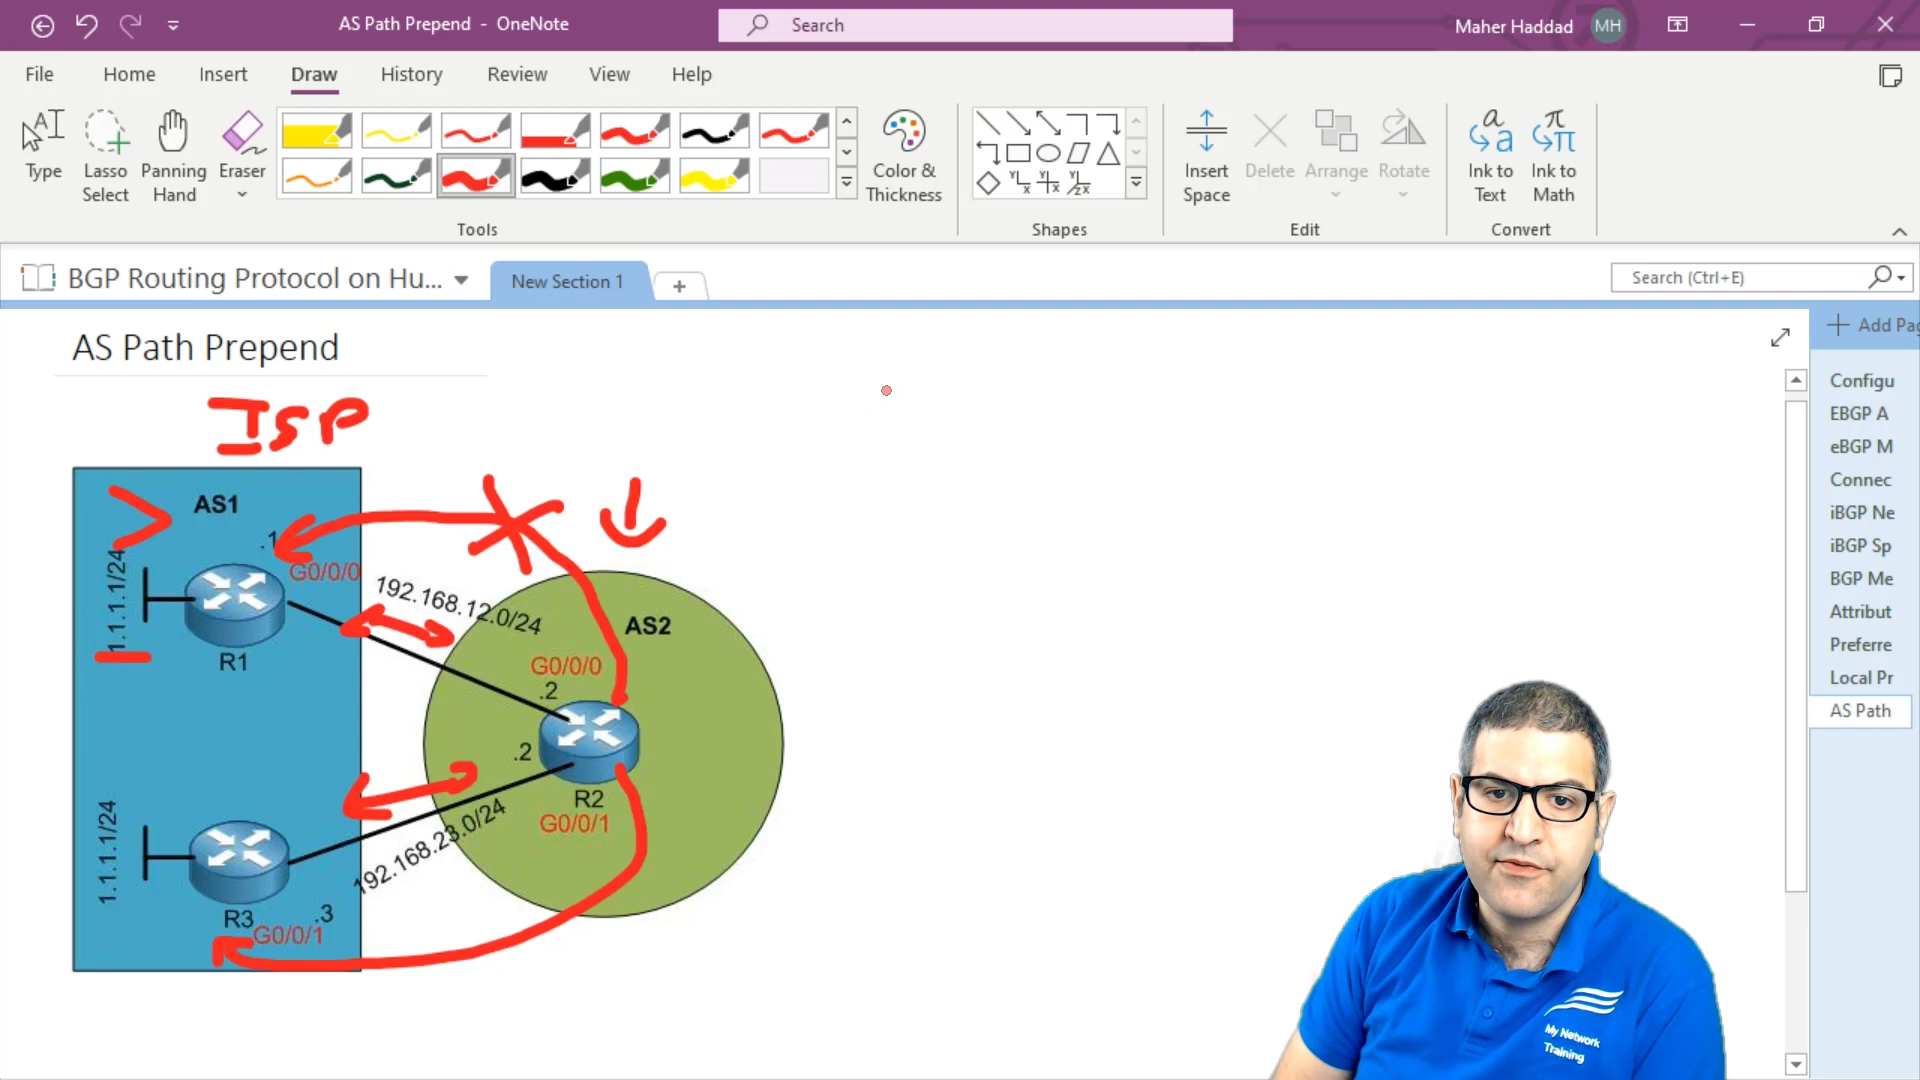 AS Path Prepend - OneNote
Search
Maher Haddad
MH
File
Home
Insert
Draw
History
Review
View
Help
Type
Lasso Select
Panning Hand
Eraser
Color & Thickness
Insert Space
Delete
Arrange
Rotate
Ink to Text
Ink to Math
Tools
Shapes
Edit
Convert
BGP Routing Protocol on Hu...
New Section 1
Search (Ctrl+E)
AS Path Prepend
Add Pag
Configu
EBGP A
eBGP M
Connec
iBGP Ne
iBGP Sp
BGP Me
Attribut
Preferre
Local Pr
AS Path
ISP
AS1
.1
G0/0/0
1.1.1.1/24
R1
192.168.12.0/24
AS2
G0/0/0
.2
.2
R2
G0/0/1
192.168.23.0/24
1.1.1.1/24
R3
.3
G0/0/1
My Network
Training